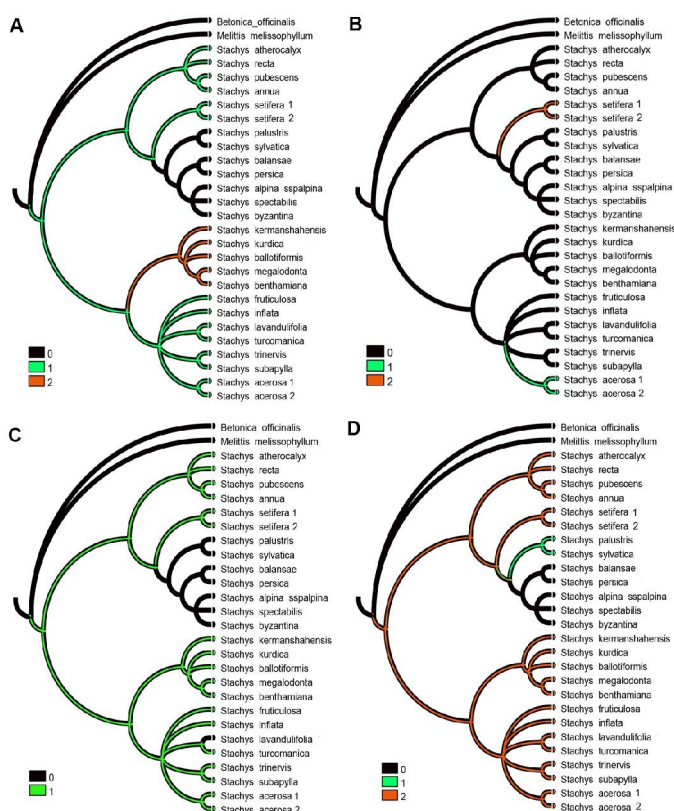 A
Betonica_officinalis
Melittis melissophyllum
Stachys atherocalyx
Stachys recta
Stachys pubescens
Stachys annua
Stachys setifera 1
Stachys setifera 2
Stachys palustris
Stachys sylvatica
Stachys balansae
Stachys persica
Stachys alpina sspalpina
Stachys spectabilis
Stachys byzantina
Stachys kermanshahensis
Stachys kurdica
Stachys ballotiformis
Stachys megalodonta
Stachys benthamiana
Stachys fruticulosa
Stachys inflata
Stachys lavandulifolia
Stachys turcomanica
Stachys trinervis
Stachys subapylla
Stachys acerosa 1
Stachys acerosa 2
0
1
2
B
Betonica officinalis
Melittis melissophyllum
Stachys atherocalyx
Stachys recta
Stachys pubescens
Stachys annua
Stachys setifera 1
Stachys setifera 2
Stachys palustris
Stachys sylvatica
Stachys balansae
Stachys persica
Stachys alpina sspalpina
Stachys spectabilis
Stachys byzantina
Stachys kermanshahensis
Stachys kurdica
Stachys ballotiformis
Stachys megalodonta
Stachys benthamiana
Stachys fruticulosa
Stachys inflata
Stachys lavandulifolia
Stachys turcomanica
Stachys trinervis
Stachys subapylla
Stachys acerosa 1
Stachys acerosa 2
0
1
2
C
Betonica officinalis
Melittis melissophyllum
Stachys atherocalyx
Stachys recta
Stachys pubescens
Stachys annua
Stachys setifera 1
Stachys setifera 2
Stachys palustris
Stachys sylvatica
Stachys balansae
Stachys persica
Stachys alpina sspalpina
Stachys spectabilis
Stachys byzantina
Stachys kermanshahensis
Stachys kurdica
Stachys ballotiformis
Stachys megalodonta
Stachys benthamiana
Stachys fruticulosa
Stachys inflata
Stachys lavandulifolia
Stachys turcomanica
Stachys trinervis
Stachys subapylla
Stachys acerosa 1
Stachys acerosa 2
0
1
D
Betonica officinalis
Melittis melissophyllum
Stachys atherocalyx
Stachys recta
Stachys pubescens
Stachys annua
Stachys setifera 1
Stachys setifera 2
Stachys palustris
Stachys sylvatica
Stachys balansae
Stachys persica
Stachys alpina sspalpina
Stachys spectabilis
Stachys byzantina
Stachys kermanshahensis
Stachys kurdica
Stachys ballotiformis
Stachys megalodonta
Stachys benthamiana
Stachys fruticulosa
Stachys inflata
Stachys lavandulifolia
Stachys turcomanica
Stachys trinervis
Stachys subapylla
Stachys acerosa 1
Stachys acerosa 2
0
1
2